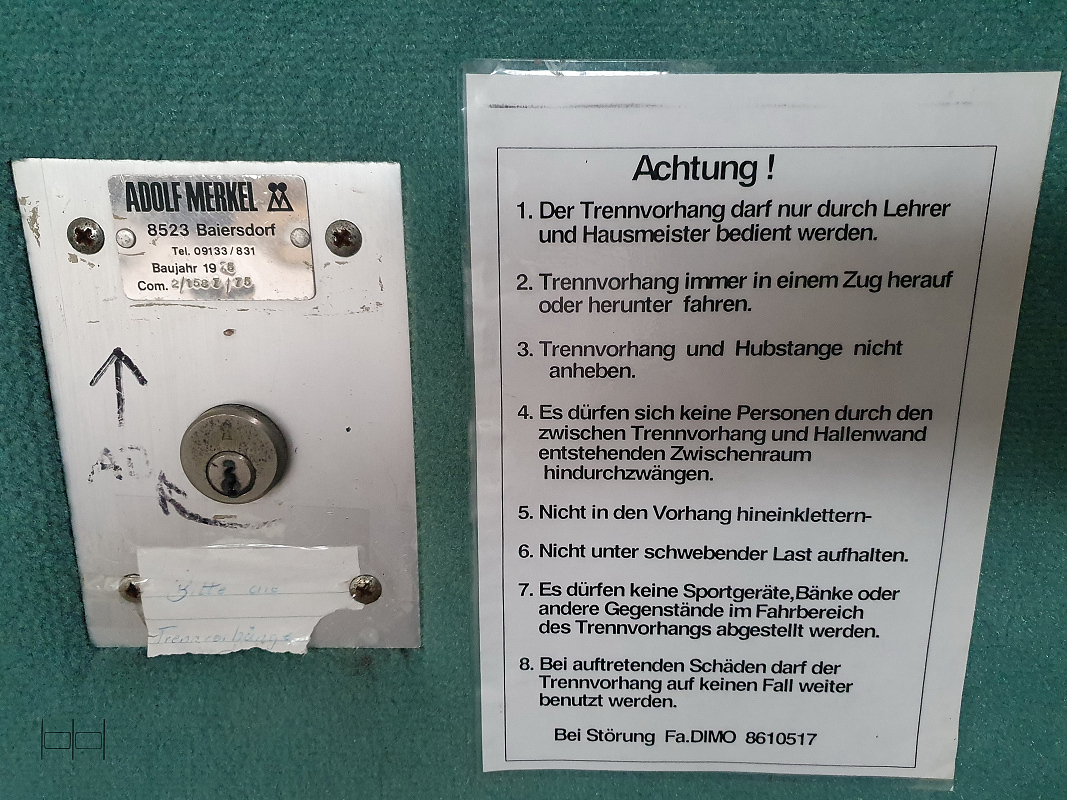 ADOLF MERKEL
8523 Baiersdorf
Tel. 09133/831
Baujahr 19
Com.
Bitte
Trennvorhänge
Achtung !
1. Der Trennvorhang darf nur durch Lehrer
und Hausmeister bedient werden.
2. Trennvorhang immer in einem Zug herauf
oder herunter fahren.
3. Trennvorhang und Hubstange nicht
anheben.
4. Es dürfen sich keine Personen durch den
zwischen Trennvorhang und Hallenwand
entstehenden Zwischenraum
hindurchzwängen.
5. Nicht in den Vorhang hineinklettern-
6. Nicht unter schwebender Last aufhalten.
7. Es dürfen keine Sportgeräte,Bänke oder
andere Gegenstände im Fahrbereich
des Trennvorhangs abgestellt werden.
8. Bei auftretenden Schäden darf der
Trennvorhang auf keinen Fall weiter
benutzt werden.
Bei Störung Fa.DIMO 8610517